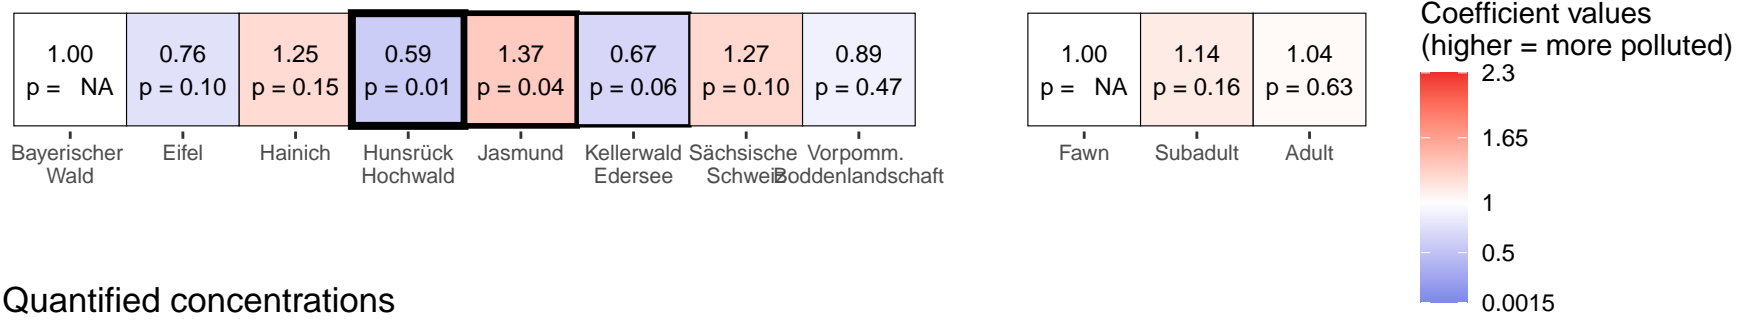 1.00 0.76 1.25 0.59 1.37 0.67 1.27 0.89
p = NA p = 0.10 p = 0.15 p = 0.01 p = 0.04 p = 0.06 p = 0.10 p = 0.47
Bayerischer Eifel Hainich Hunsrück Jasmund Kellerwald Sächsische Vorpomm.
Wald Hochwald Edersee Schweiz Boddenlandschaft
1.00 1.14 1.04
p = NA p = 0.16 p = 0.63
Fawn Subadult Adult
Coefficient values
(higher = more polluted)
2.3
1.65
1
0.5
0.0015
Quantified concentrations